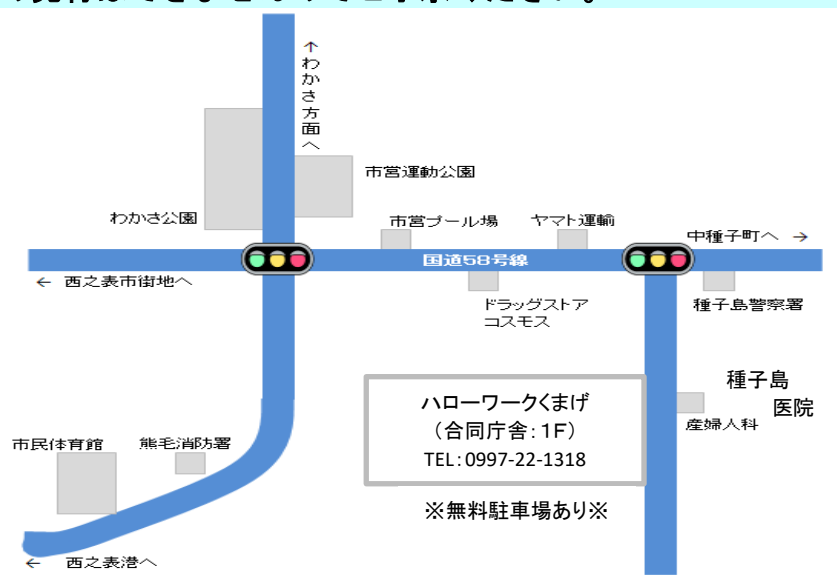 ↑わかさ方面へ
市営運動公園
わかさ公園
市営プール場
ヤマト運輸
中種子町へ →
国道58号線
← 西之表市街地へ
ドラッグストア
コスモス
種子島警察署
ハローワークくまげ
（合同庁舎：１Ｆ）
TEL：0997-22-1318
種子島
医院
産婦人科
市民体育館
熊毛消防署
※無料駐車場あり※
← 西之表港へ